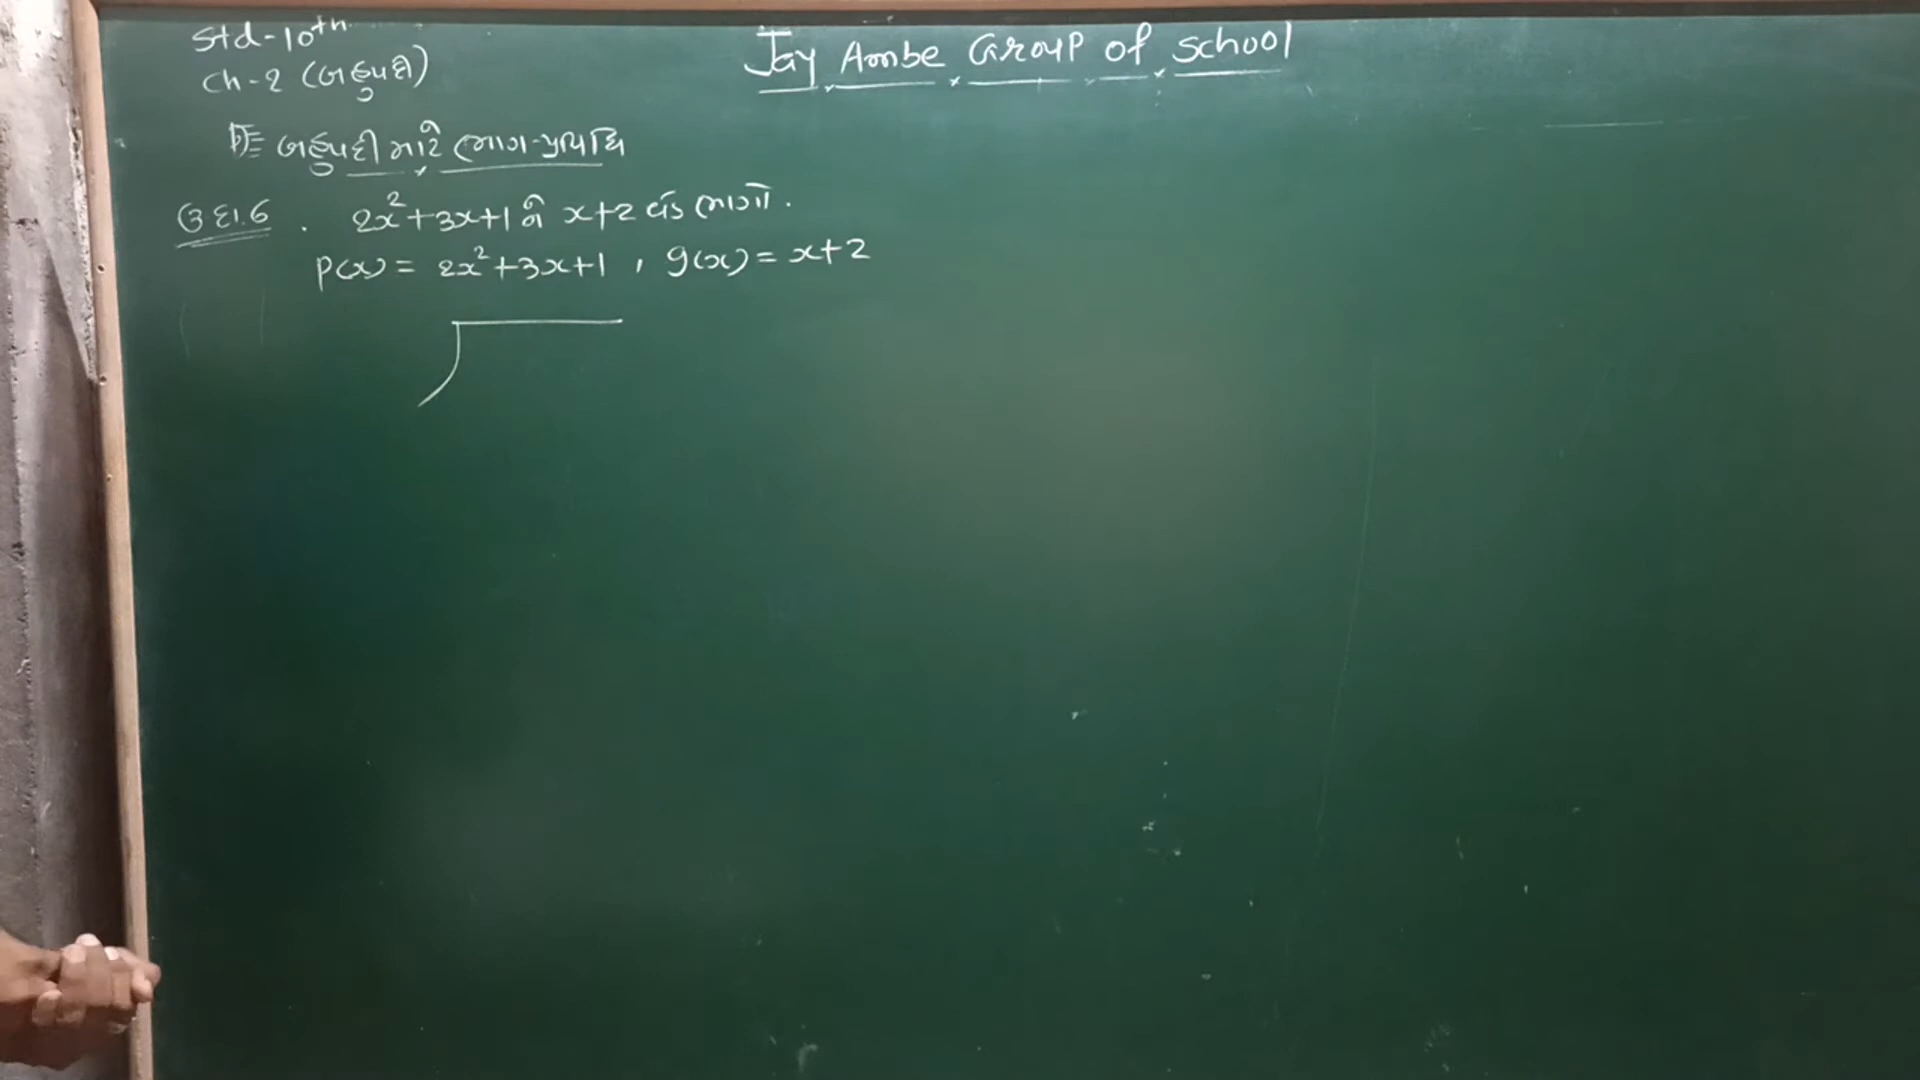 Std-10th
Ch-2 (બહુપદી)
Jay Ambe Group of School
બહુપદી માટે ભાગ-પ્રવિધિ
ઉદા.6. 2x²+3x+1 ને x+2 વડે ભાગો.
P(x) = 2x²+3x+1 , g(x) = x+2